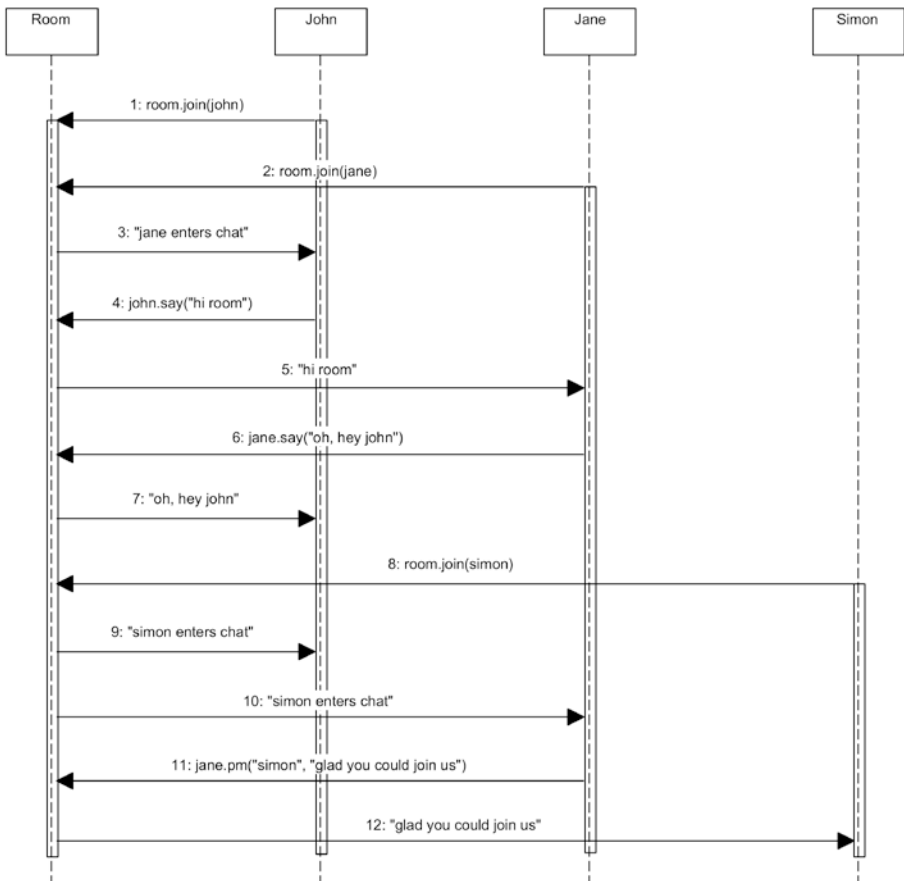 Room
John
Jane
Simon
1: room.join(john)
2: room.join(jane)
3: "jane enters chat"
4: john.say("hi room")
5: "hi room"
6: jane.say("oh, hey john")
7: "oh, hey john"
8: room.join(simon)
9: "simon enters chat"
10: "simon enters chat"
11: jane.pm("simon", "glad you could join us")
12: "glad you could join us"